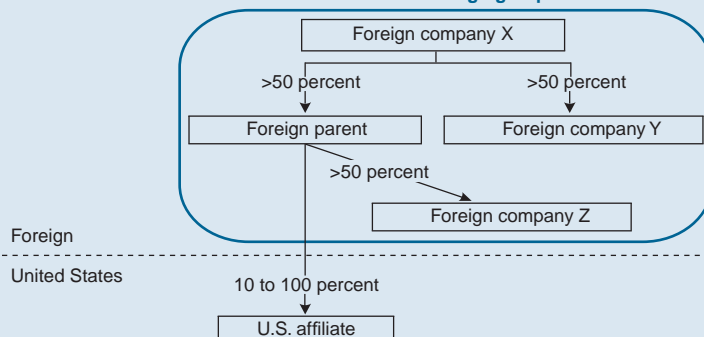 Foreign company X
>50 percent >50 percent
Foreign parent Foreign company Y
>50 percent
Foreign company Z
Foreign
United States
10 to 100 percent
U.S. affiliate